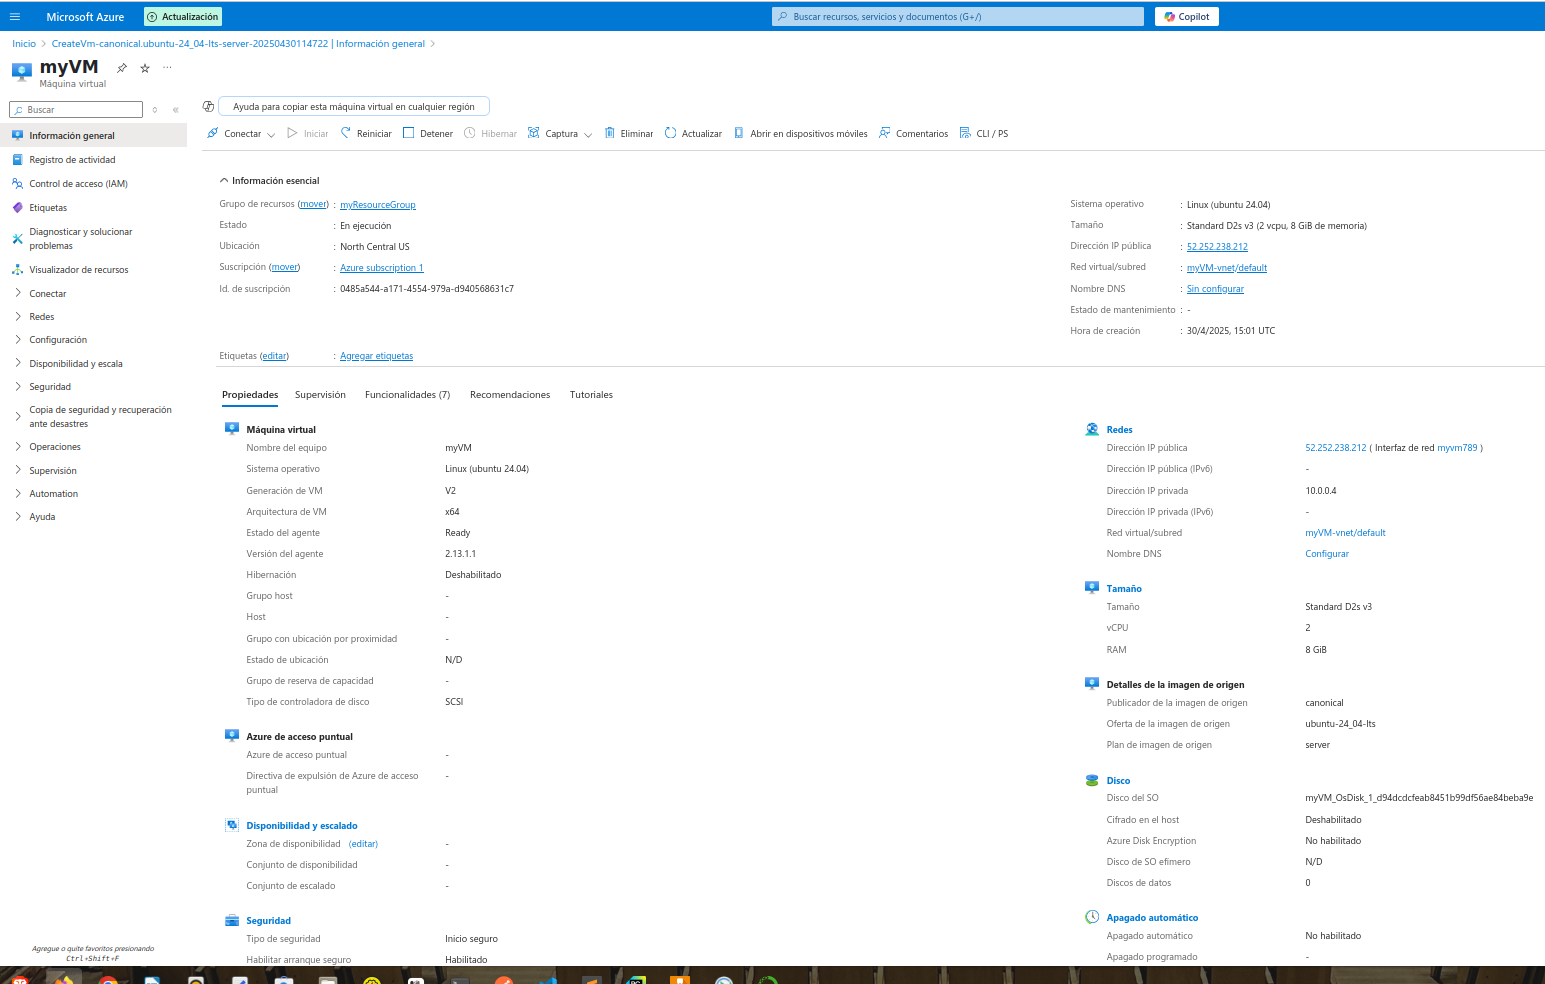 Microsoft Azure
Actualización
Buscar recursos, servicios y documentos (G+/)
Copilot
Inicio > CreateVm-canonical.ubuntu-24_04-lts-server-20250430114722 | Información general >
myVM
Máquina virtual
Buscar
Información general
Registro de actividad
Control de acceso (IAM)
Etiquetas
Diagnosticar y solucionar
problemas
Visualizador de recursos
Conectar
Redes
Configuración
Disponibilidad y escala
Seguridad
Copia de seguridad y recuperación
ante desastres
Operaciones
Supervisión
Automation
Ayuda
Agregue o quite favoritos presionando
Ctrl+Shift+F
Ayuda para copiar esta máquina virtual en cualquier región
Conectar Iniciar Reiniciar Detener Hibernar Captura Eliminar Actualizar Abrir en dispositivos móviles Comentarios CLI / PS
Información esencial
Grupo de recursos (mover) : myResourceGroup
Estado : En ejecución
Ubicación : North Central US
Suscripción (mover) : Azure subscription 1
Id. de suscripción : 0485a544-a171-4554-979a-d940568631c7
Sistema operativo : Linux (ubuntu 24.04)
Tamaño : Standard D2s v3 (2 vcpu, 8 GiB de memoria)
Dirección IP pública : 52.252.238.212
Red virtual/subred : myVM-vnet/default
Nombre DNS : Sin configurar
Estado de mantenimiento : -
Hora de creación : 30/4/2025, 15:01 UTC
Etiquetas (editar) : Agregar etiquetas
Propiedades Supervisión Funcionalidades (7) Recomendaciones Tutoriales
Máquina virtual
Nombre del equipo myVM
Sistema operativo Linux (ubuntu 24.04)
Generación de VM V2
Arquitectura de VM x64
Estado del agente Ready
Versión del agente 2.13.1.1
Hibernación Deshabilitado
Grupo host -
Host -
Grupo con ubicación por proximidad -
Estado de ubicación N/D
Grupo de reserva de capacidad -
Tipo de controladora de disco SCSI
Azure de acceso puntual
Azure de acceso puntual -
Directiva de expulsión de Azure de acceso -
puntual
Disponibilidad y escalado
Zona de disponibilidad (editar) -
Conjunto de disponibilidad -
Conjunto de escalado -
Seguridad
Tipo de seguridad Inicio seguro
Habilitar arranque seguro Habilitado
Redes
Dirección IP pública 52.252.238.212 ( Interfaz de red myvm789 )
Dirección IP pública (IPv6) -
Dirección IP privada 10.0.0.4
Dirección IP privada (IPv6) -
Red virtual/subred myVM-vnet/default
Nombre DNS Configurar
Tamaño
Tamaño Standard D2s v3
vCPU 2
RAM 8 GiB
Detalles de la imagen de origen
Publicador de la imagen de origen canonical
Oferta de la imagen de origen ubuntu-24_04-lts
Plan de imagen de origen server
Disco
Disco del SO myVM_OsDisk_1_d94dcdcfeab8451b99df56ae84beba9e
Cifrado en el host Deshabilitado
Azure Disk Encryption No habilitado
Disco de SO efímero N/D
Discos de datos 0
Apagado automático
Apagado automático No habilitado
Apagado programado -